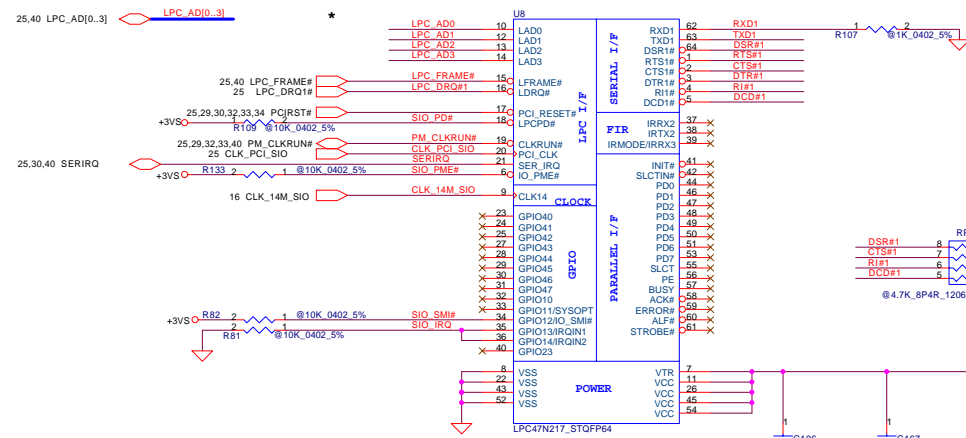 25,40 LPC_AD[0..3]
LPC_AD[0..3]
*
U8
LPC_AD0 10 LAD0
LPC_AD1 12 LAD1
LPC_AD2 13 LAD2
LPC_AD3 14 LAD3
25,40 LPC_FRAME# LPC_FRAME# 15 LFRAME#
25 LPC_DRQ1# LPC_DRQ#1 16 LDRQ#
25,29,30,32,33,34 PCIRST# 17 PCI_RESET#
+3VS 1 2 SIO_PD# 18 LPCPD#
R109 @10K_0402_5%
25,29,32,33,40 PM_CLKRUN# PM_CLKRUN# 19 CLKRUN#
25 CLK_PCI_SIO CLK_PCI_SIO 20 PCI_CLK
25,30,40 SERIRQ SERIRQ 21 SER_IRQ
+3VS R133 2 1 @10K_0402_5% SIO_PME# 6 IO_PME#
16 CLK_14M_SIO CLK_14M_SIO 9 CLK14
LPC I/F
CLOCK
23 GPIO40
24 GPIO41
25 GPIO42
27 GPIO43
28 GPIO44
29 GPIO45
30 GPIO46
31 GPIO47
32 GPIO10
33 GPIO11/SYSOPT
+3VS R82 2 1 @10K_0402_5% SIO_SMI# 34 GPIO12/IO_SMI#
2 1 SIO_IRQ 35 GPIO13/IRQIN1
R81 @10K_0402_5% 36 GPIO14/IRQIN2
40 GPIO23
GPIO
8 VSS
22 VSS
43 VSS
52 VSS
POWER
LPC47N217_STQFP64
SERIAL I/F
RXD1 62 RXD1
TXD1 63 TXD1
DSR1# 64 DSR#1
RTS1# 1 RTS#1
CTS1# 2 CTS#1
DTR1# 3 DTR#1
RI1# 4 RI#1
DCD1# 5 DCD#1
1 2
R107 @1K_0402_5%
FIR
IRRX2 37
IRTX2 38
IRMODE/IRRX3 39
PARALLEL I/F
INIT# 41
SLCTIN# 42
PD0 44
PD1 46
PD2 47
PD3 48
PD4 49
PD5 50
PD6 51
PD7 53
SLCT 55
PE 56
BUSY 57
ACK# 58
ERROR# 59
ALF# 60
STROBE# 61
VTR 7
VCC 11
VCC 26
VCC 45
VCC 54
DSR#1 8
CTS#1 7
RI#1 6
DCD#1 5
@4.7K_8P4R_1206
1
1